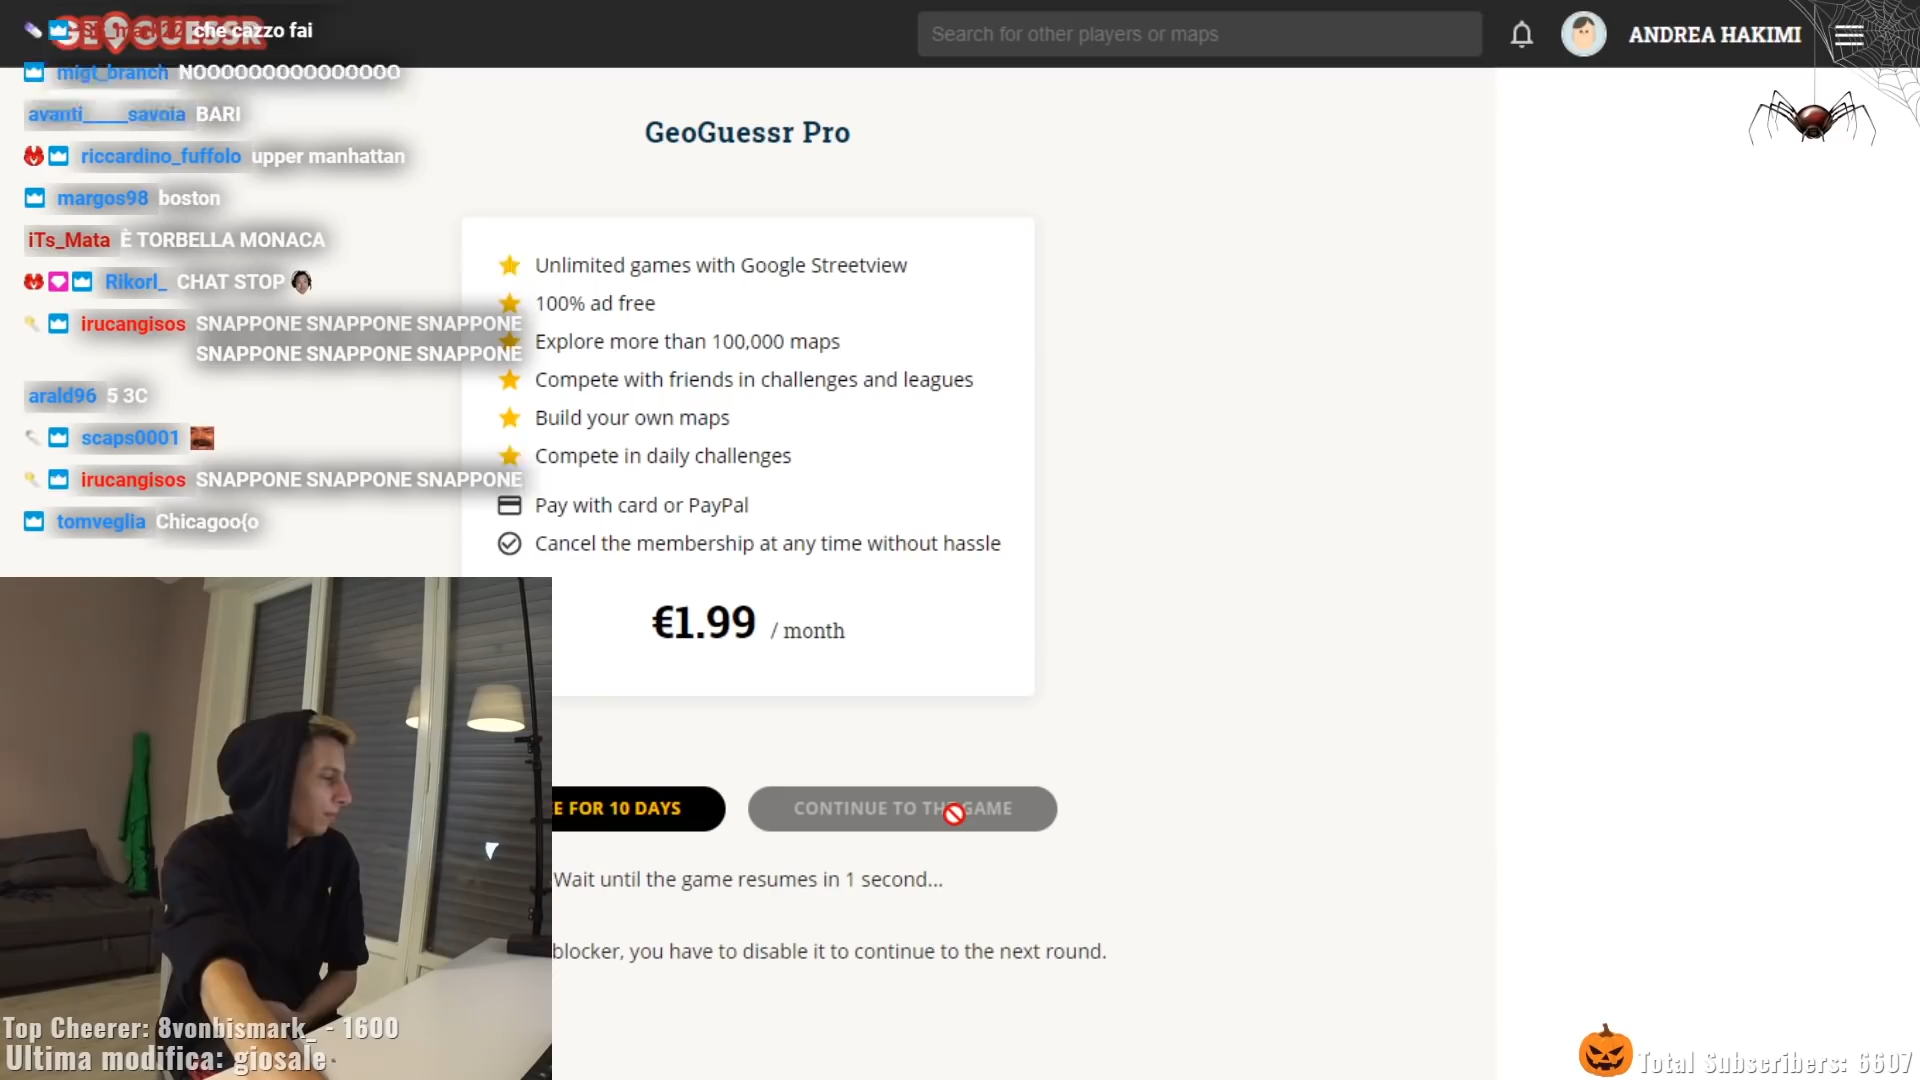 GEOGUESSR
che cazzo fai
Search for other players or maps
ANDREA HAKIMI
migt_branch NOOOOOOOOOOOOOOOO
avanti_____savoia BARI
riccardino_fuffolo upper manhattan
margos98 boston
iTs_Mata È TORBELLA MONACA
Rikorl_ CHAT STOP
irucangisos SNAPPONE SNAPPONE SNAPPONE
SNAPPONE SNAPPONE SNAPPONE
arald96 5 3C
scaps0001
irucangisos SNAPPONE SNAPPONE SNAPPONE
tomveglia Chicagoo{o
GeoGuessr Pro
Unlimited games with Google Streetview
100% ad free
Explore more than 100,000 maps
Compete with friends in challenges and leagues
Build your own maps
Compete in daily challenges
Pay with card or PayPal
Cancel the membership at any time without hassle
€1.99 / month
E FOR 10 DAYS
CONTINUE TO THE GAME
Wait until the game resumes in 1 second...
blocker, you have to disable it to continue to the next round.
Top Cheerer: 8vonbismark_ - 1600
Ultima modifica: giosale
Total Subscribers: 6607